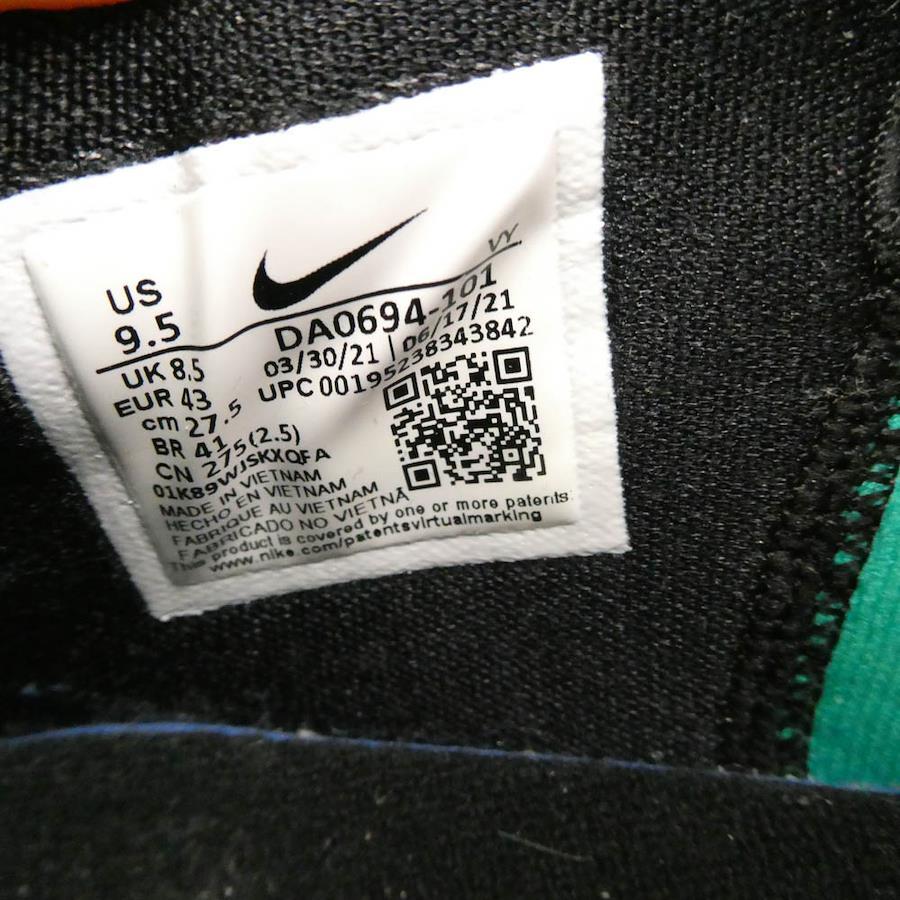 VY
US
9.5
DA0694-101
03/30/21 | 06/17/21
UPC 00195238343842
UK 8.5
EUR 43
cm 27.5
BR 41
CN 275(2.5)
01K89WJSKXQFA
MADE IN VIETNAM
HECHO EN VIETNAM
FABRIQUE AU VIETNAM
FABRICADO NO VIETNÃ
This product is covered by one or more patents:
www.nike.com/patentsvirtualmarking